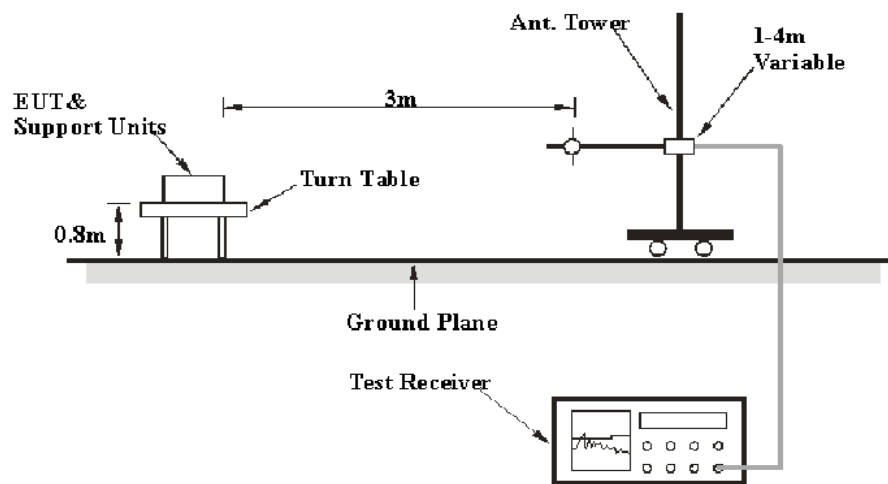 Ant. Tower
1-4m
Variable
3m
EUT&
Support Units
Turn Table
0.8m
Ground Plane
Test Receiver